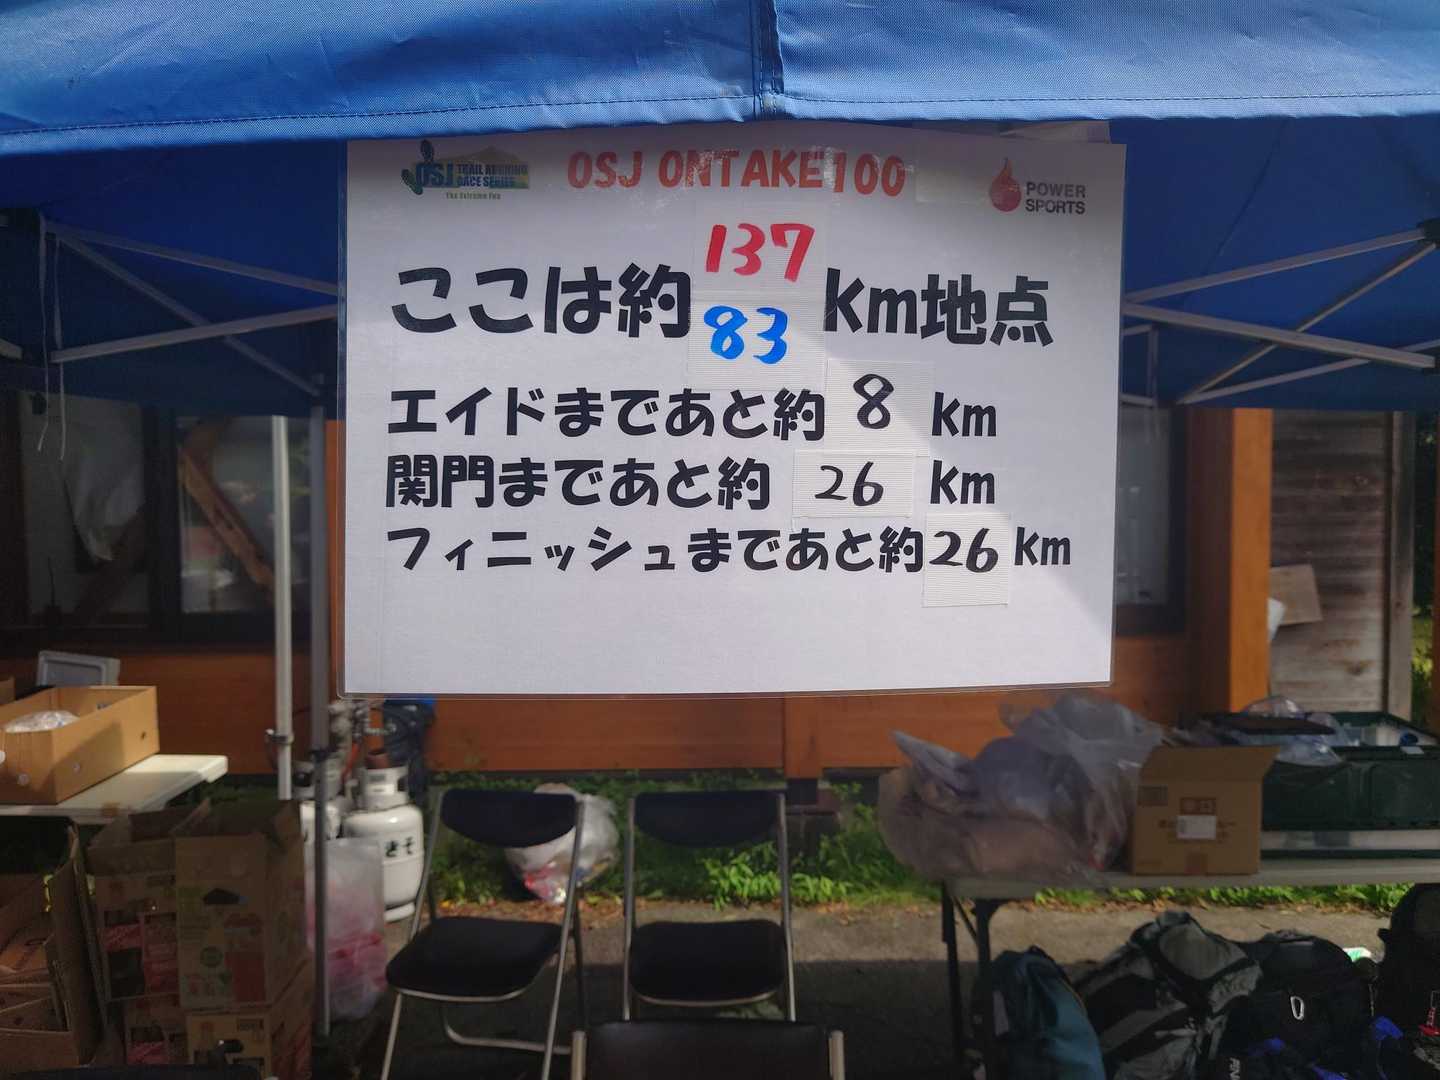 OSJ TRAIL RUNNING RACE SERIES
The Extreme Fun
OSJ ONTAKE100
POWER SPORTS
137
ここは約 km地点
83
エイドまであと約 8 km
関門まであと約 26 km
フィニッシュまであと約26 km